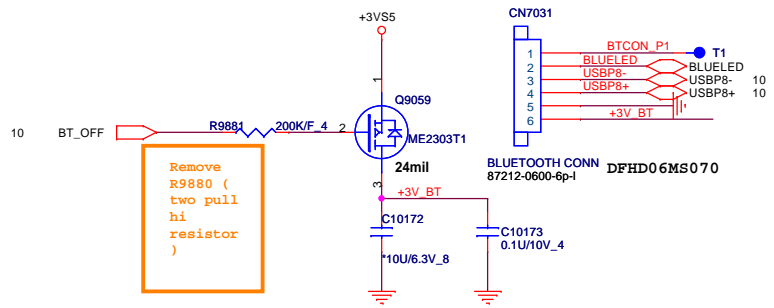 +3VS5
CN7031
1
BTCON_P1
T1
1
2
BLUELED
BLUELED
3
USBP8-
USBP8-
10
4
USBP8+
USBP8+
10
5
6
+3V_BT
Q9059
10
BT_OFF
R9881
200K/F_4
2
ME2303T1
24mil
3
+3V_BT
BLUETOOTH CONN
87212-0600-6p-l
DFHD06MS070
Remove
R9880 (
two pull
hi
resistor
)
C10172
*10U/6.3V_8
C10173
0.1U/10V_4